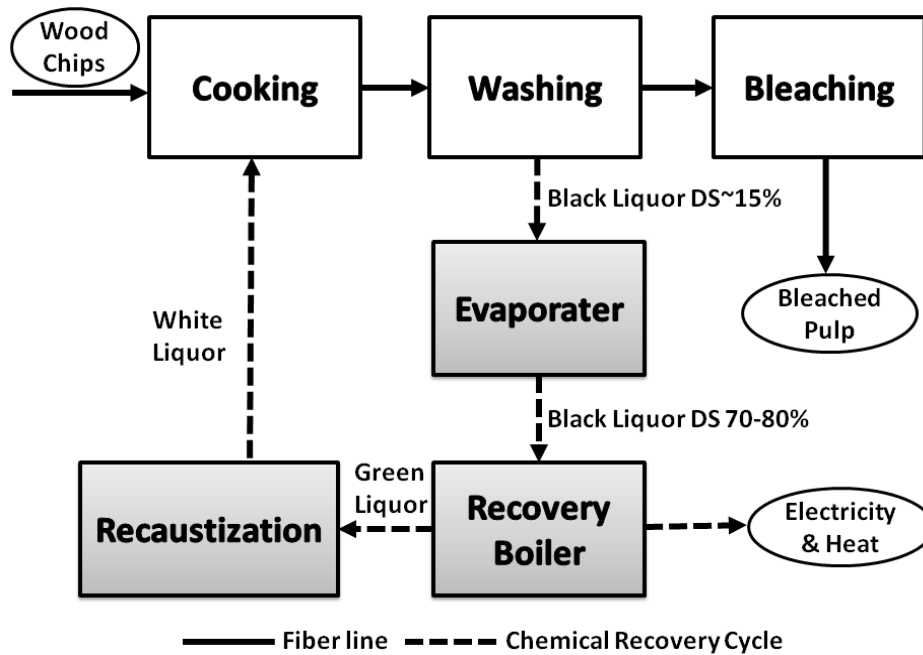 Wood
Chips
Cooking
Washing
Bleaching
Black Liquor DS~15%
Evaporater
Bleached
Pulp
White
Liquor
Black Liquor DS 70-80%
Green
Liquor
Recaustization
Recovery
Boiler
Electricity
& Heat
Fiber line
Chemical Recovery Cycle